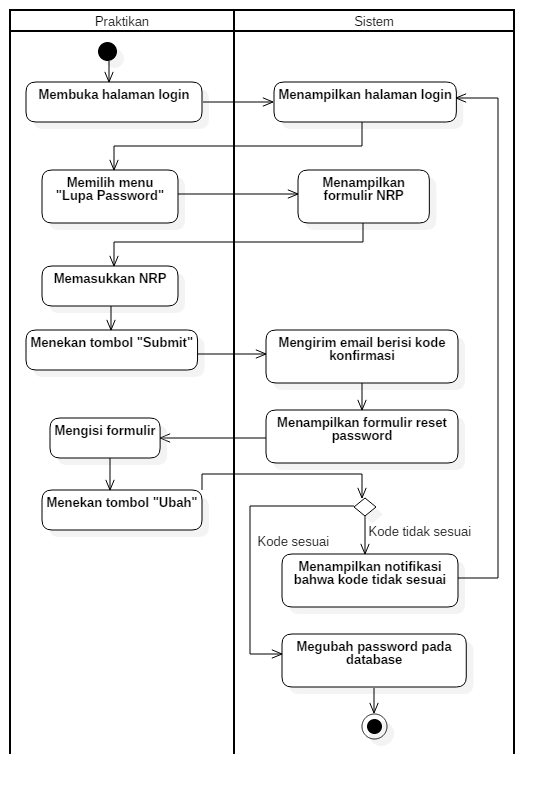 Praktikan
Sistem
Membuka halaman login
Menampilkan halaman login
Memilih menu
"Lupa Password"
Menampilkan
formulir NRP
Memasukkan NRP
Menekan tombol "Submit"
Mengirim email berisi kode
konfirmasi
Menampilkan formulir reset
password
Mengisi formulir
Menekan tombol "Ubah"
Kode tidak sesuai
Kode sesuai
Menampilkan notifikasi
bahwa kode tidak sesuai
Megubah password pada
database